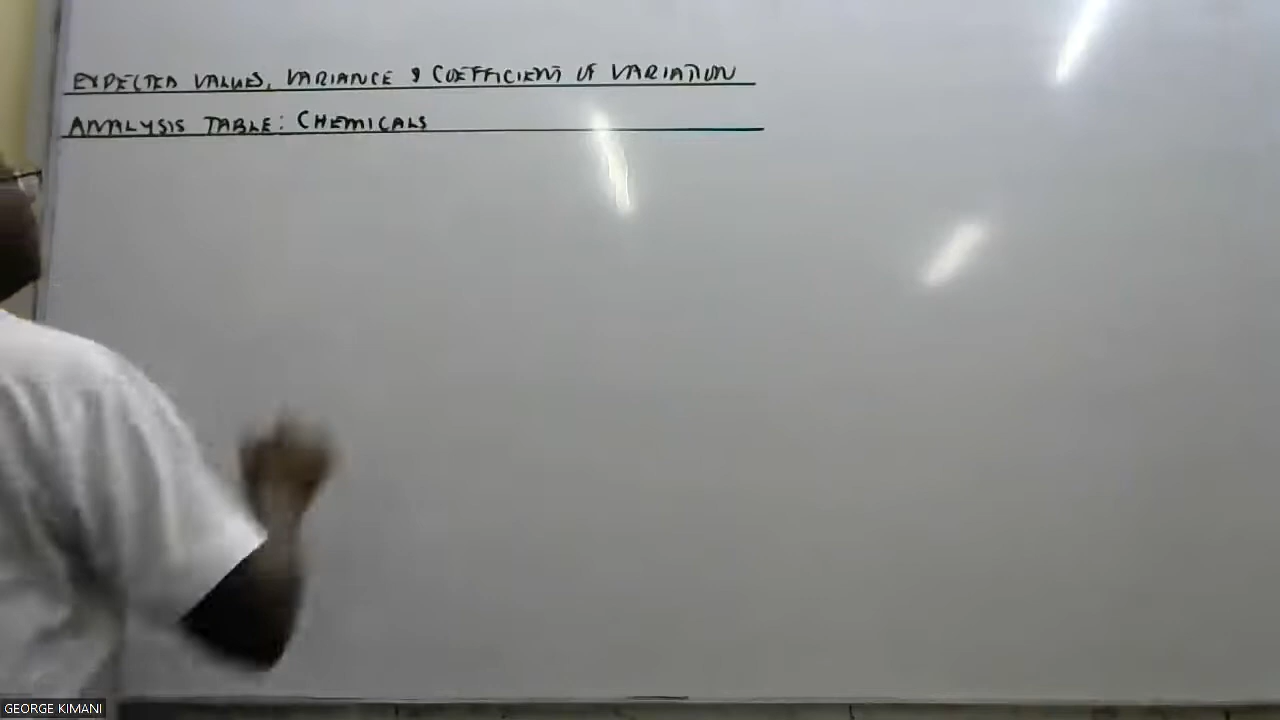 EXPECTED VALUES, VARIANCE & COEFFICIENT OF VARIATION
ANALYSIS TABLE: CHEMICALS
GEORGE KIMANI